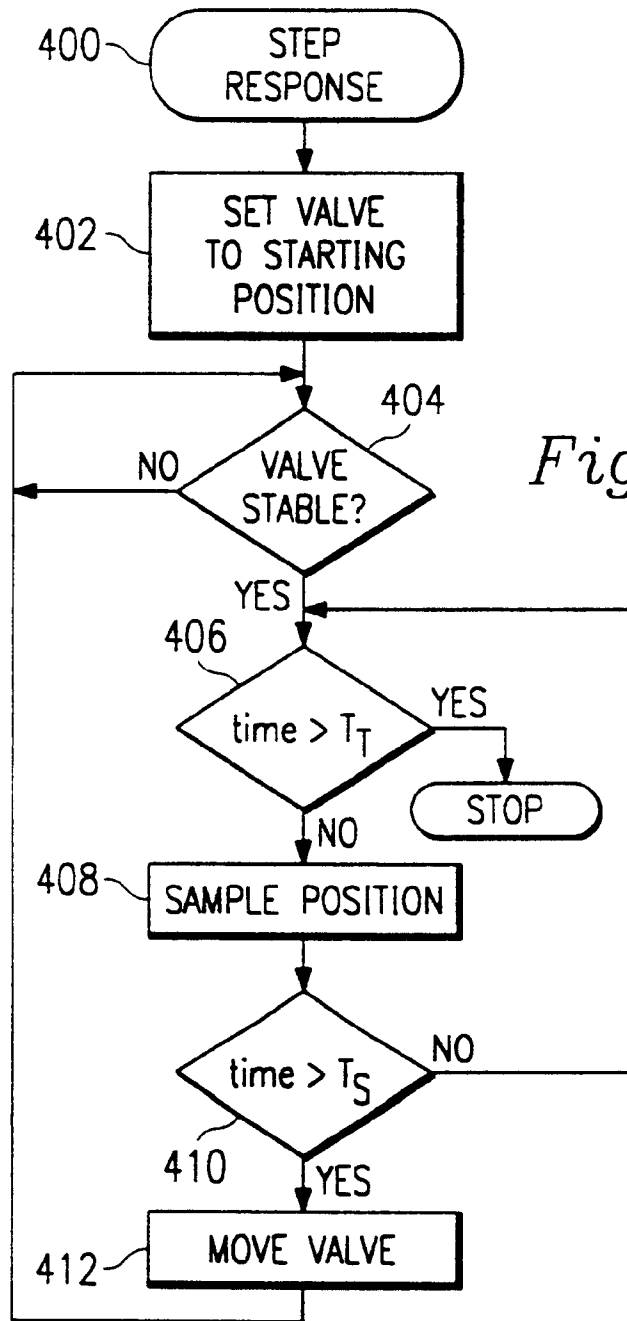 400
STEP
RESPONSE
402
SET VALVE
TO STARTING
POSITION
404
NO
VALVE
STABLE?
Fig
YES
406
time > T_T
YES
STOP
NO
408
SAMPLE POSITION
time > T_S
NO
410
YES
412
MOVE VALVE